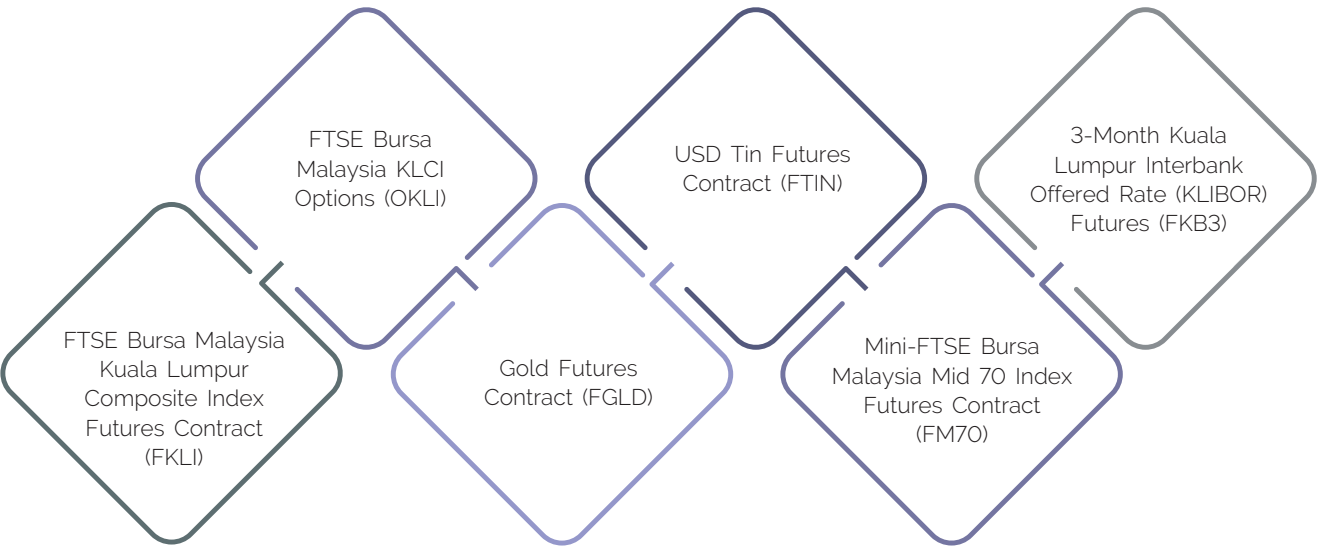 FTSE Bursa Malaysia
Kuala Lumpur
Composite Index
Futures Contract
(FKLI)
FTSE Bursa
Malaysia KLCI
Options (OKLI)
Gold Futures
Contract (FGLD)
USD Tin Futures
Contract (FTIN)
Mini-FTSE Bursa
Malaysia Mid 70 Index
Futures Contract
(FM70)
3-Month Kuala
Lumpur Interbank
Offered Rate (KLIBOR)
Futures (FKB3)